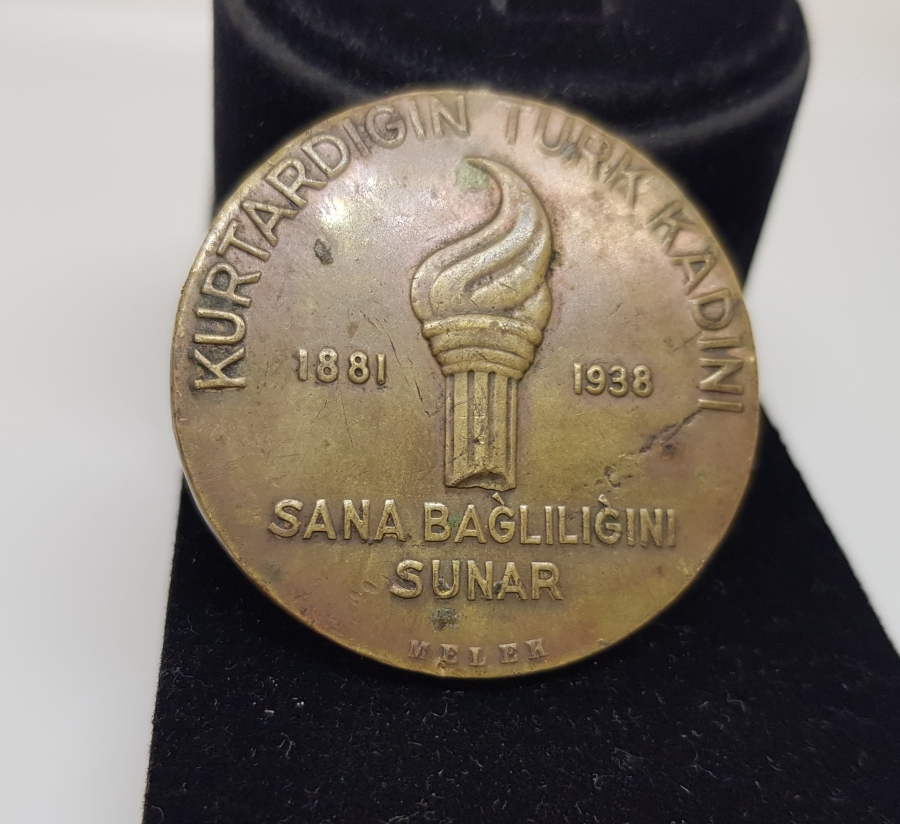 KURTARDIĞIN TÜRK KADINI
1881 1938
SANA BAĞLILIĞINI
SUNAR
MELEK